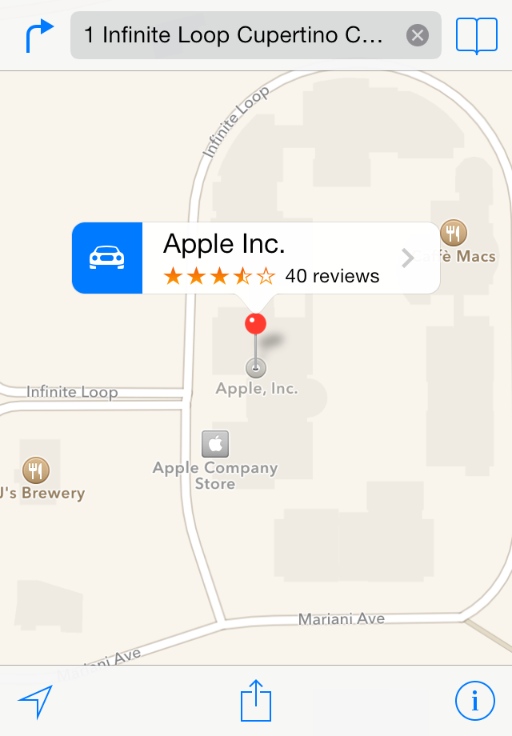 1 Infinite Loop Cupertino C...
Infinite Loop
Apple Inc.
40 reviews
fè Macs
Apple, Inc.
Infinite Loop
Apple Company
Store
J's Brewery
Mariani Ave
Mariani Ave
i